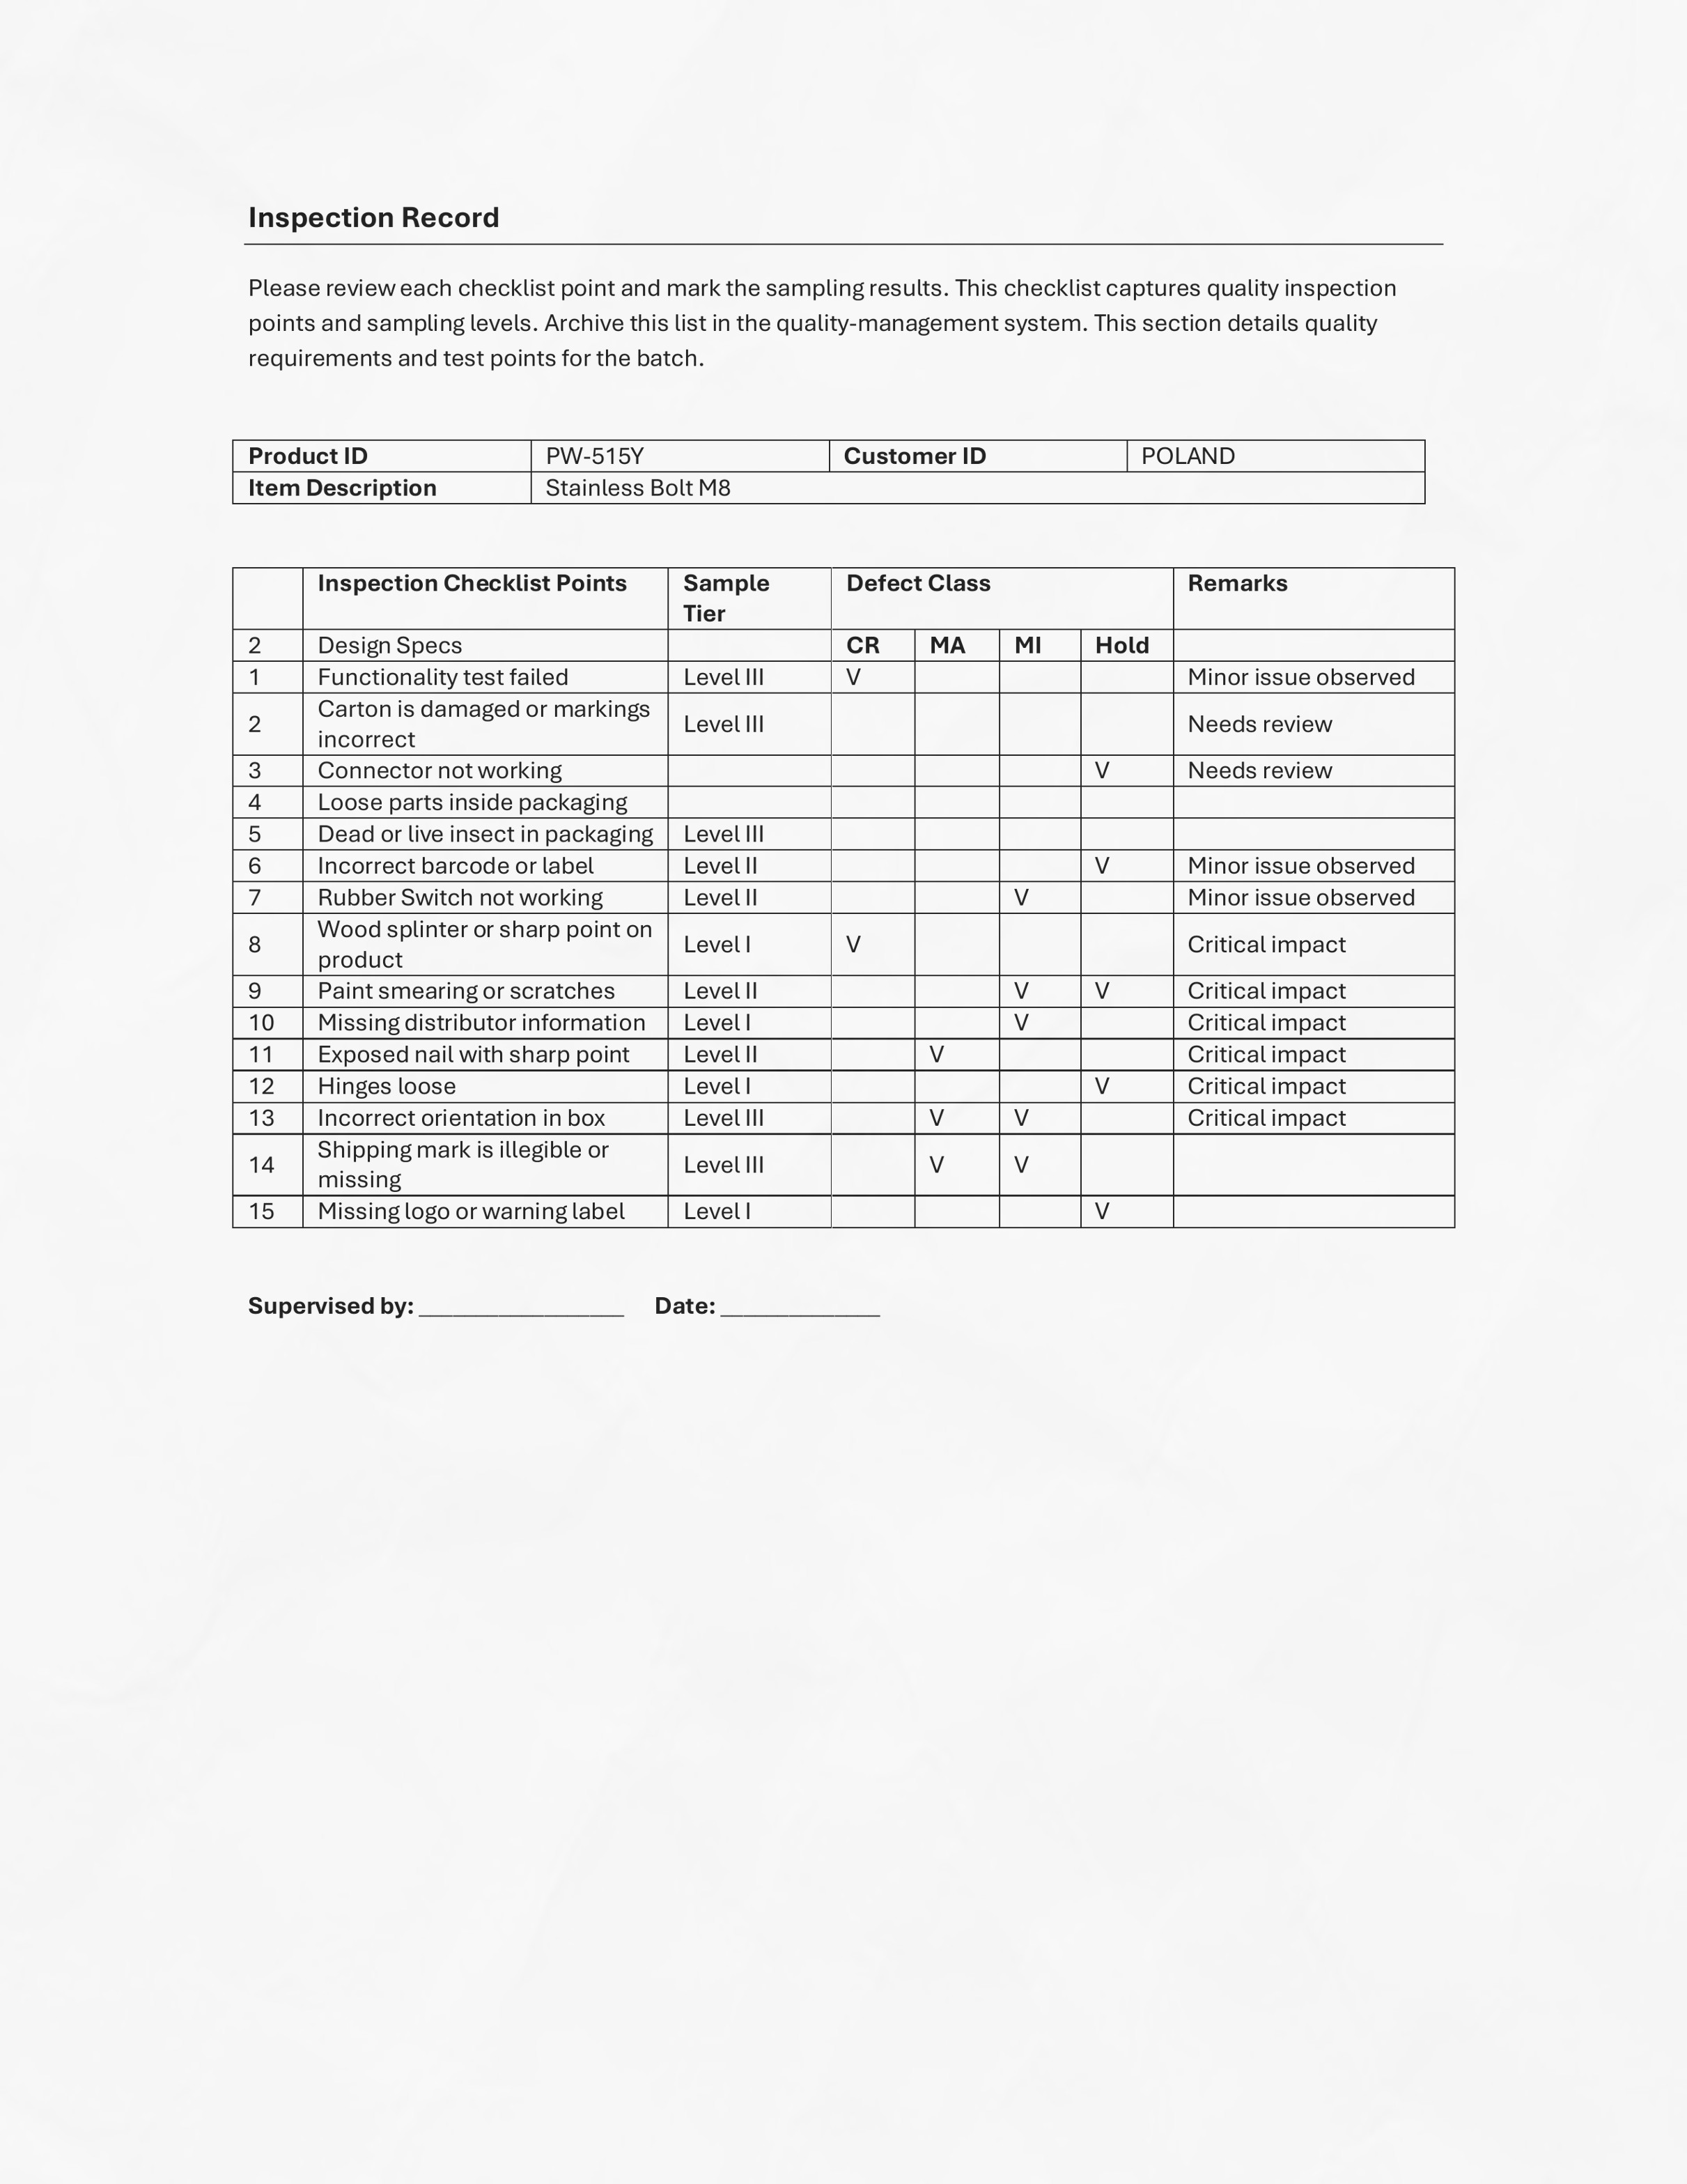 Inspection Record
Please review each checklist point and mark the sampling results. This checklist captures quality inspection
points and sampling levels. Archive this list in the quality-management system. This section details quality
requirements and test points for the batch.
Product ID PW-515Y Customer ID POLAND
Item Description Stainless Bolt M8
Inspection Checklist Points Sample Tier Defect Class Remarks
2 Design Specs CR MA MI Hold
1 Functionality test failed Level III V Minor issue observed
2 Carton is damaged or markings incorrect Level III Needs review
3 Connector not working V Needs review
4 Loose parts inside packaging
5 Dead or live insect in packaging Level III
6 Incorrect barcode or label Level II V Minor issue observed
7 Rubber Switch not working Level II V Minor issue observed
8 Wood splinter or sharp point on product Level I V Critical impact
9 Paint smearing or scratches Level II V V Critical impact
10 Missing distributor information Level I V Critical impact
11 Exposed nail with sharp point Level II V Critical impact
12 Hinges loose Level I V Critical impact
13 Incorrect orientation in box Level III V V Critical impact
14 Shipping mark is illegible or missing Level III V V
15 Missing logo or warning label Level I V
Supervised by: __________________ Date: ______________